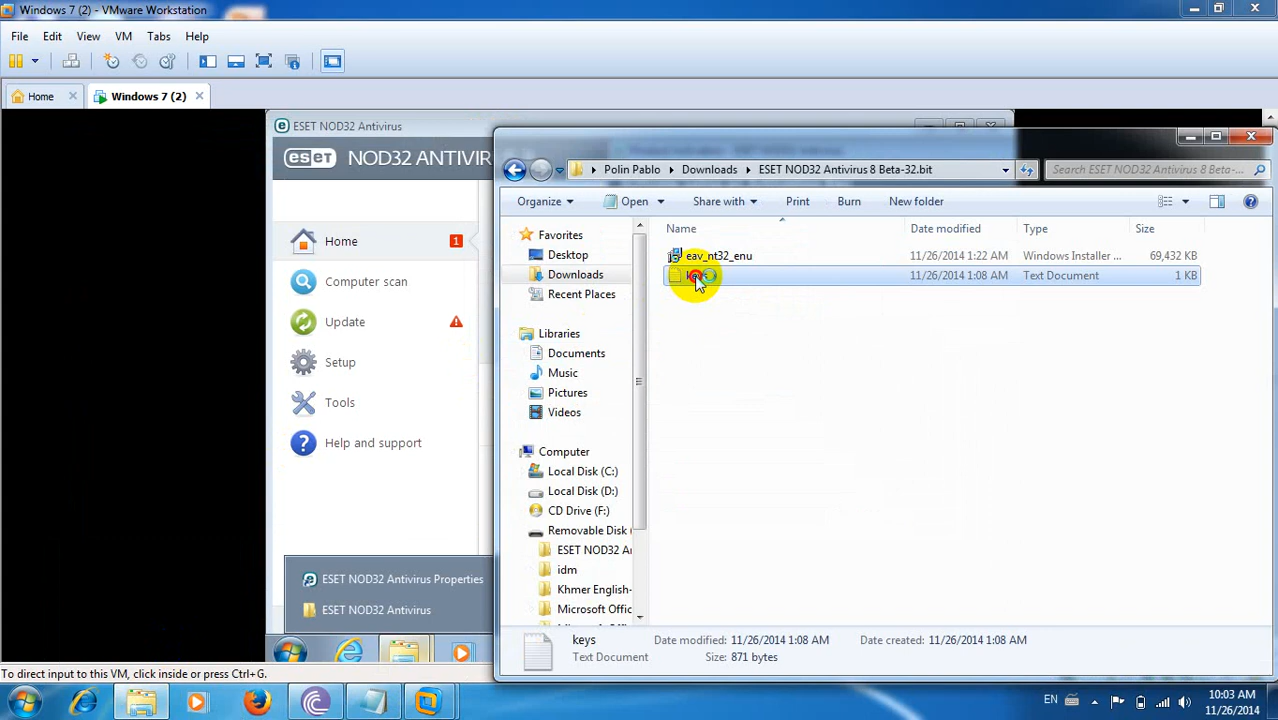 Windows 7 (2) - VMware Workstation
File Edit View VM Tabs Help
Home Windows 7 (2)
ESET NOD32 Antivirus
eset NOD32 ANTIVIR
Polin Pablo Downloads ESET NOD32 Antivirus 8 Beta-32.bit Search ESET NOD32 Antivirus 8 Beta-...
Organize Open Share with Print Burn New folder
Name Date modified Type Size
eav_nt32_enu 11/26/2014 1:22 AM Windows Installer ... 69,432 KB
keys 11/26/2014 1:08 AM Text Document 1 KB
Favorites
Desktop
Downloads
Recent Places
Libraries
Documents
Music
Pictures
Videos
Computer
Local Disk (C:)
Local Disk (D:)
CD Drive (F:)
Removable Disk
ESET NOD32 An
idm
Khmer English-
Microsoft Offic
Home 1
Computer scan
Update
Setup
Tools
Help and support
ESET NOD32 Antivirus Properties
ESET NOD32 Antivirus
keys Date modified: 11/26/2014 1:08 AM Date created: 11/26/2014 1:08 AM
Text Document Size: 871 bytes
To direct input to this VM, click inside or press Ctrl+G.
EN 10:03 AM
11/26/2014